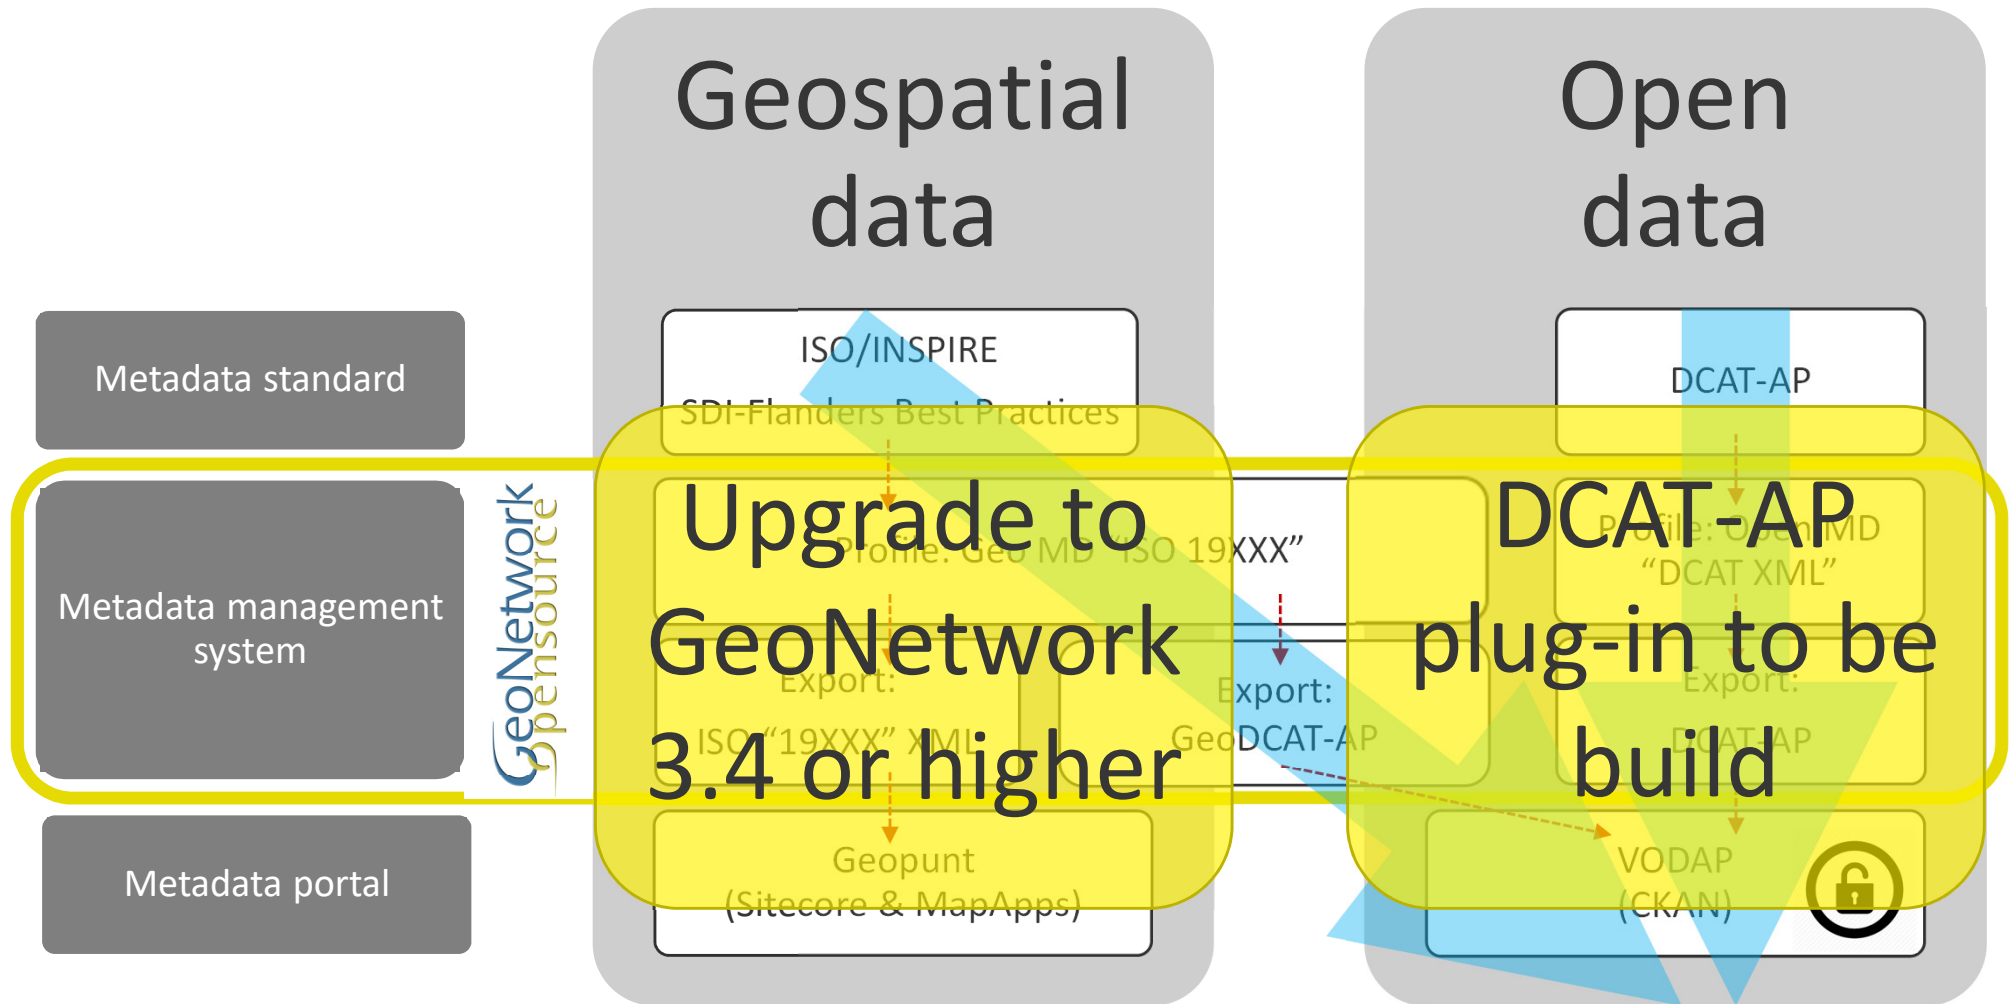 Geospatial
data
Open
data
Metadata standard
ISO/INSPIRE
SDI-Flanders Best Practices
DCAT-AP
Metadata management
system
GeoNetwork
Opensource
Profile: Geo MD “ISO 19XXX”
Export:
ISO “19XXX” XML
Export:
GeoDCAT-AP
Upgrade to
GeoNetwork
3.4 or higher
Profile: Open MD
“DCAT XML”
Export:
DCAT-AP
DCAT-AP
plug-in to be
build
Metadata portal
Geopunt
(Sitecore & MapApps)
VODAP
(CKAN)